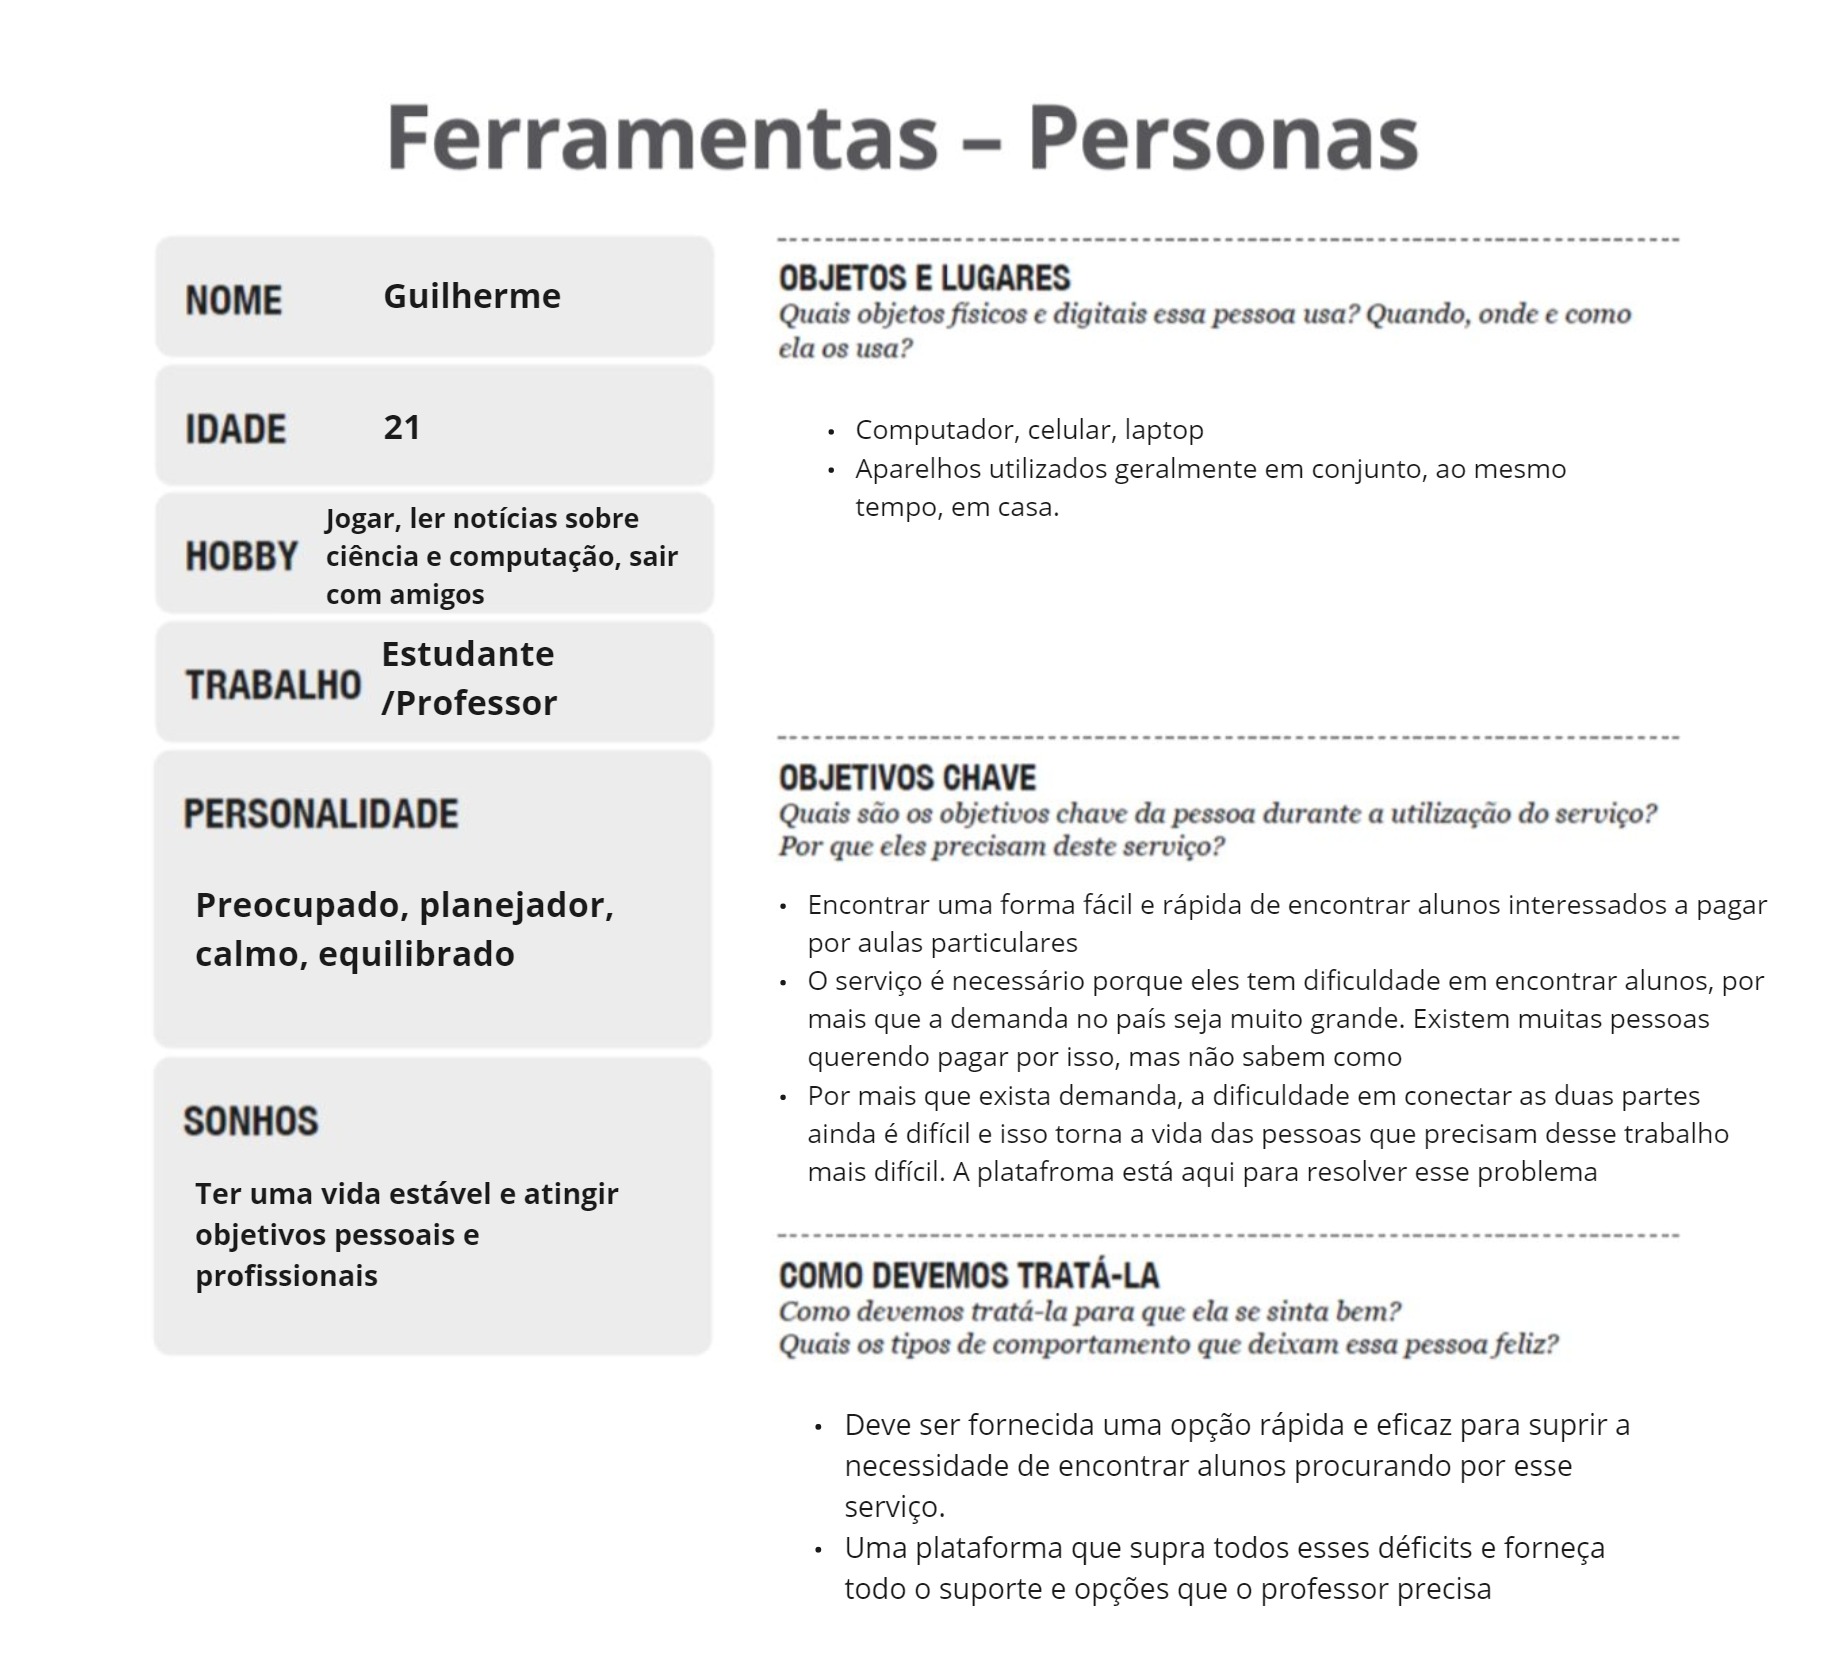 Ferramentas – Personas
NOME
Guilherme
IDADE
21
HOBBY
Jogar, ler notícias sobre
ciência e computação, sair
com amigos
TRABALHO
Estudante
/Professor
PERSONALIDADE
Preocupado, planejador,
calmo, equilibrado
SONHOS
Ter uma vida estável e atingir
objetivos pessoais e
profissionais
OBJETOS E LUGARES
Quais objetos físicos e digitais essa pessoa usa? Quando, onde e como
ela os usa?
• Computador, celular, laptop
• Aparelhos utilizados geralmente em conjunto, ao mesmo
tempo, em casa.
OBJETIVOS CHAVE
Quais são os objetivos chave da pessoa durante a utilização do serviço?
Por que eles precisam deste serviço?
• Encontrar uma forma fácil e rápida de encontrar alunos interessados a pagar
por aulas particulares
• O serviço é necessário porque eles tem dificuldade em encontrar alunos, por
mais que a demanda no país seja muito grande. Existem muitas pessoas
querendo pagar por isso, mas não sabem como
• Por mais que exista demanda, a dificuldade em conectar as duas partes
ainda é difícil e isso torna a vida das pessoas que precisam desse trabalho
mais difícil. A platafroma está aqui para resolver esse problema
COMO DEVEMOS TRATÁ-LA
Como devemos tratá-la para que ela se sinta bem?
Quais os tipos de comportamento que deixam essa pessoa feliz?
• Deve ser fornecida uma opção rápida e eficaz para suprir a
necessidade de encontrar alunos procurando por esse
serviço.
• Uma plataforma que supra todos esses déficits e forneça
todo o suporte e opções que o professor precisa